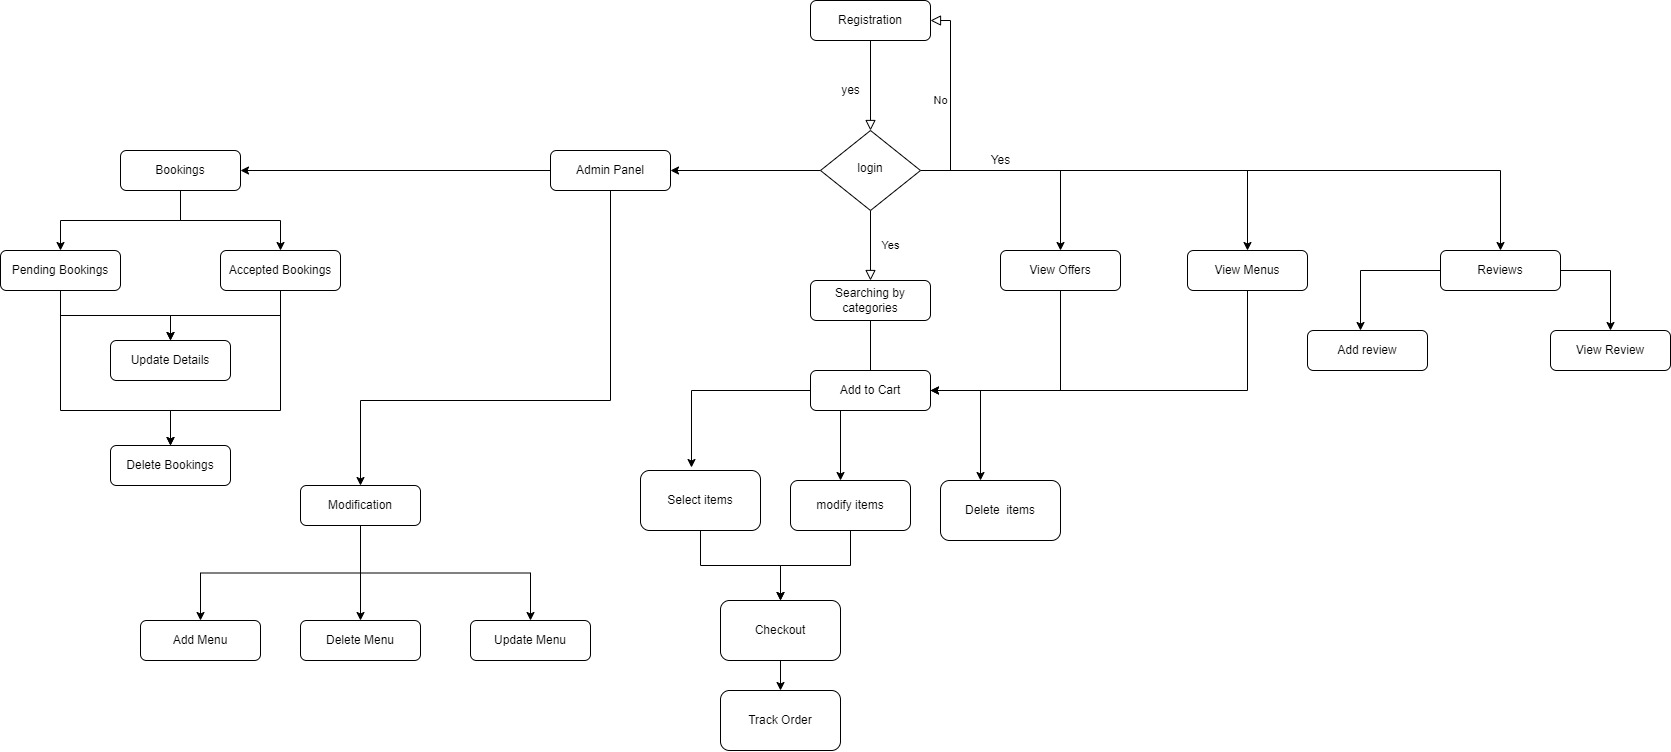 Registration
yes
No
Bookings
Admin Panel
login
Yes
Yes
Pending Bookings
Accepted Bookings
View Offers
View Menus
Reviews
Searching by
categories
Update Details
Add review
View Review
Add to Cart
Delete Bookings
Modification
Select items
modify items
Delete  items
Add Menu
Delete Menu
Update Menu
Checkout
Track Order